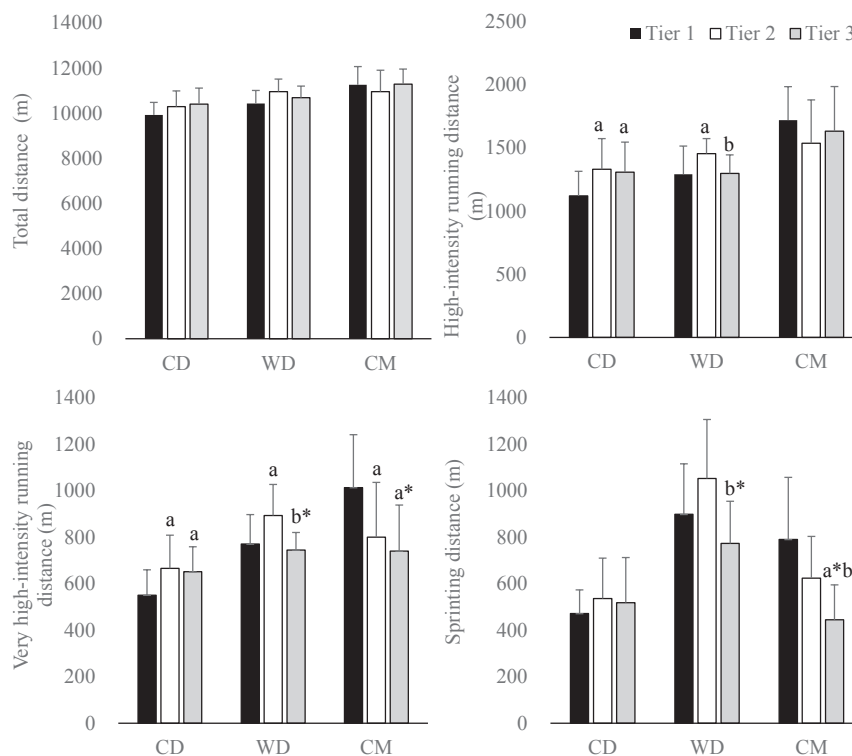 14000
12000
10000
8000
6000
4000
2000
0
Total distance (m)
CD WD CM
2500
2000
1500
1000
500
0
High-intensity running distance
(m)
Tier 1 Tier 2 Tier 3
a a a b
CD WD CM
1400
1200
1000
800
600
400
200
0
Very high-intensity running
distance (m)
a a a b* a a*
CD WD CM
1400
1200
1000
800
600
400
200
0
Sprinting distance (m)
b* a*b
CD WD CM